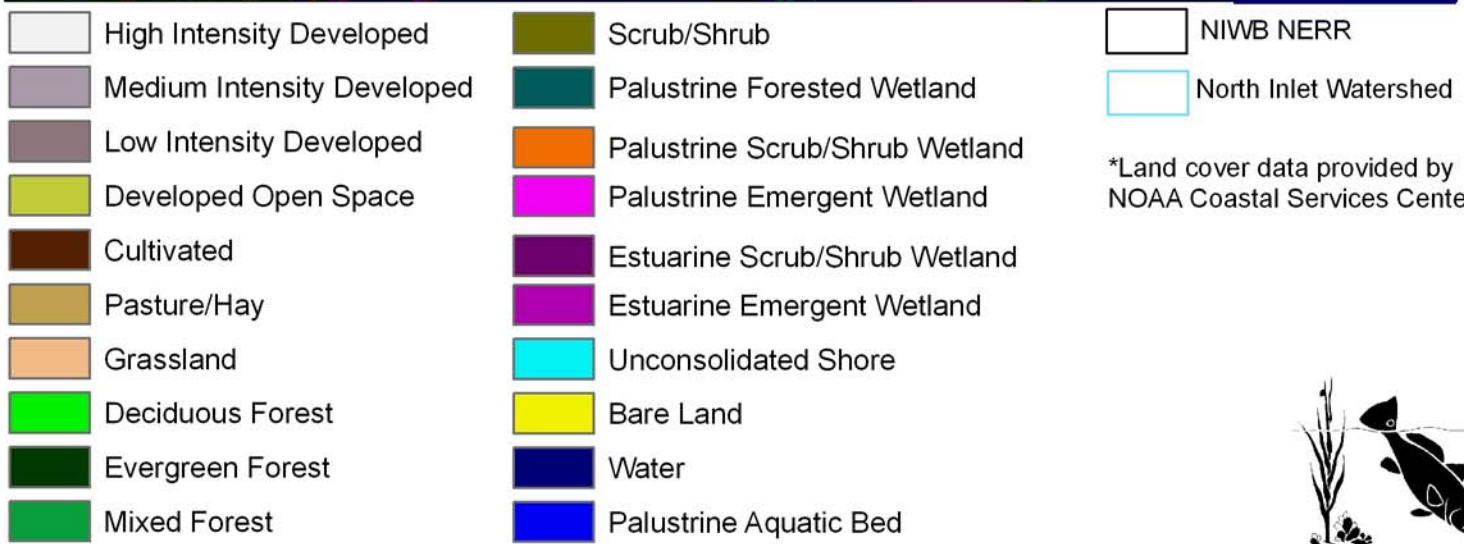 High Intensity Developed
Medium Intensity Developed
Low Intensity Developed
Developed Open Space
Cultivated
Pasture/Hay
Grassland
Deciduous Forest
Evergreen Forest
Mixed Forest
Scrub/Shrub
Palustrine Forested Wetland
Palustrine Scrub/Shrub Wetland
Palustrine Emergent Wetland
Estuarine Scrub/Shrub Wetland
Estuarine Emergent Wetland
Unconsolidated Shore
Bare Land
Water
Palustrine Aquatic Bed
NIWB NERR
North Inlet Watershed
*Land cover data provided by
NOAA Coastal Services Cente